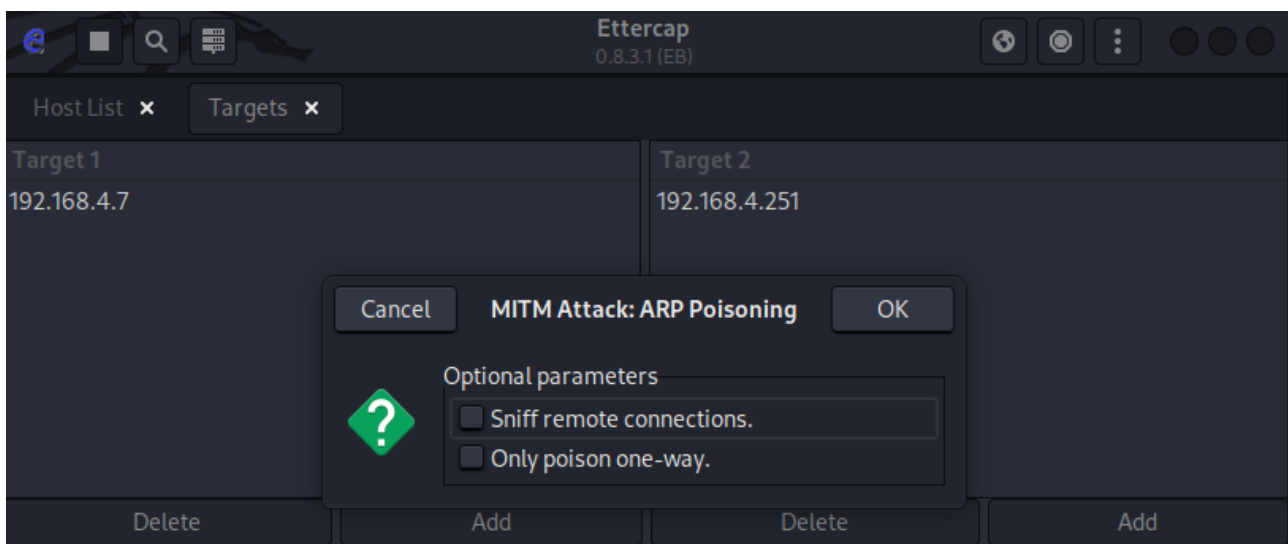 Ettercap
0.8.3.1 (EB)
Host List × Targets ×
Target 1 Target 2
192.168.4.7 192.168.4.251
Cancel MITM Attack: ARP Poisoning OK
Optional parameters
Sniff remote connections.
Only poison one-way.
Delete Add Delete Add